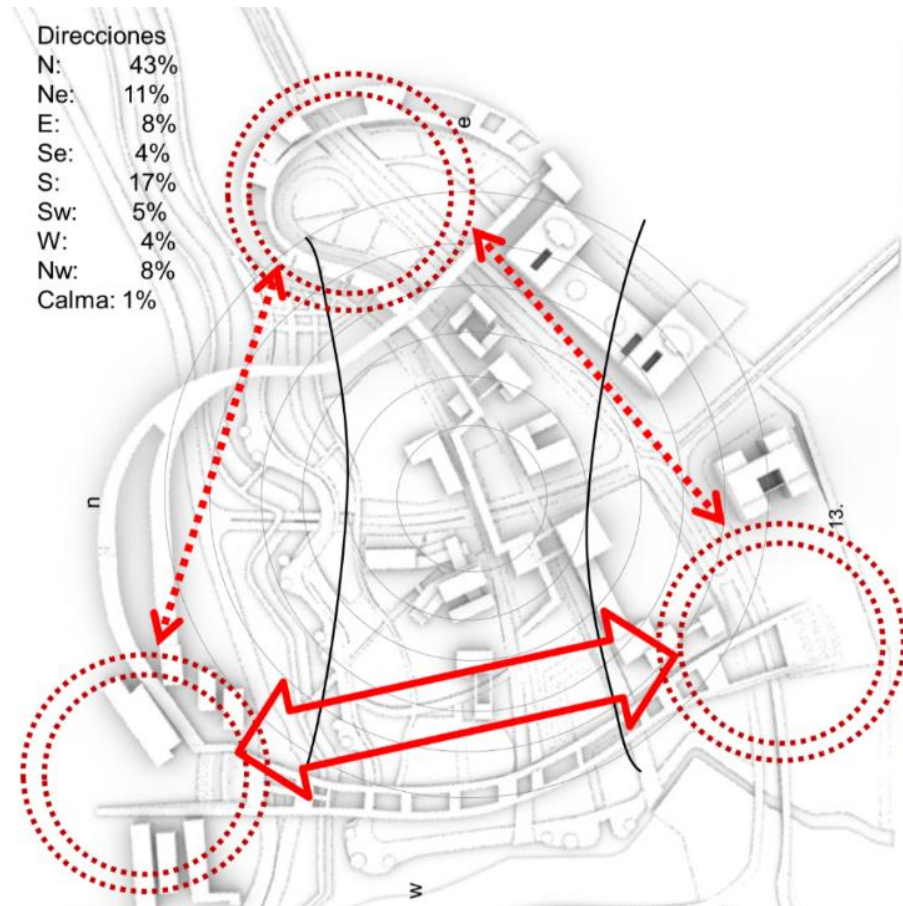 Direcciones
N: 43%
Ne: 11%
E: 8%
Se: 4%
S: 17%
Sw: 5%
W: 4%
Nw: 8%
Calma: 1%
e
n
13.
w